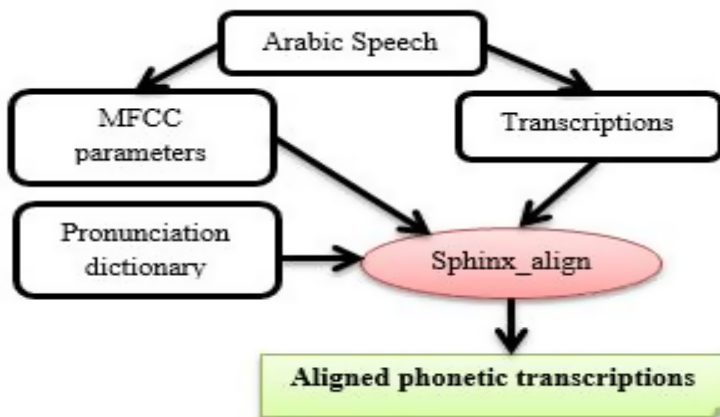 Arabic Speech
MFCC
parameters
Transcriptions
Pronunciation
dictionary
Sphinx_align
Aligned phonetic transcriptions